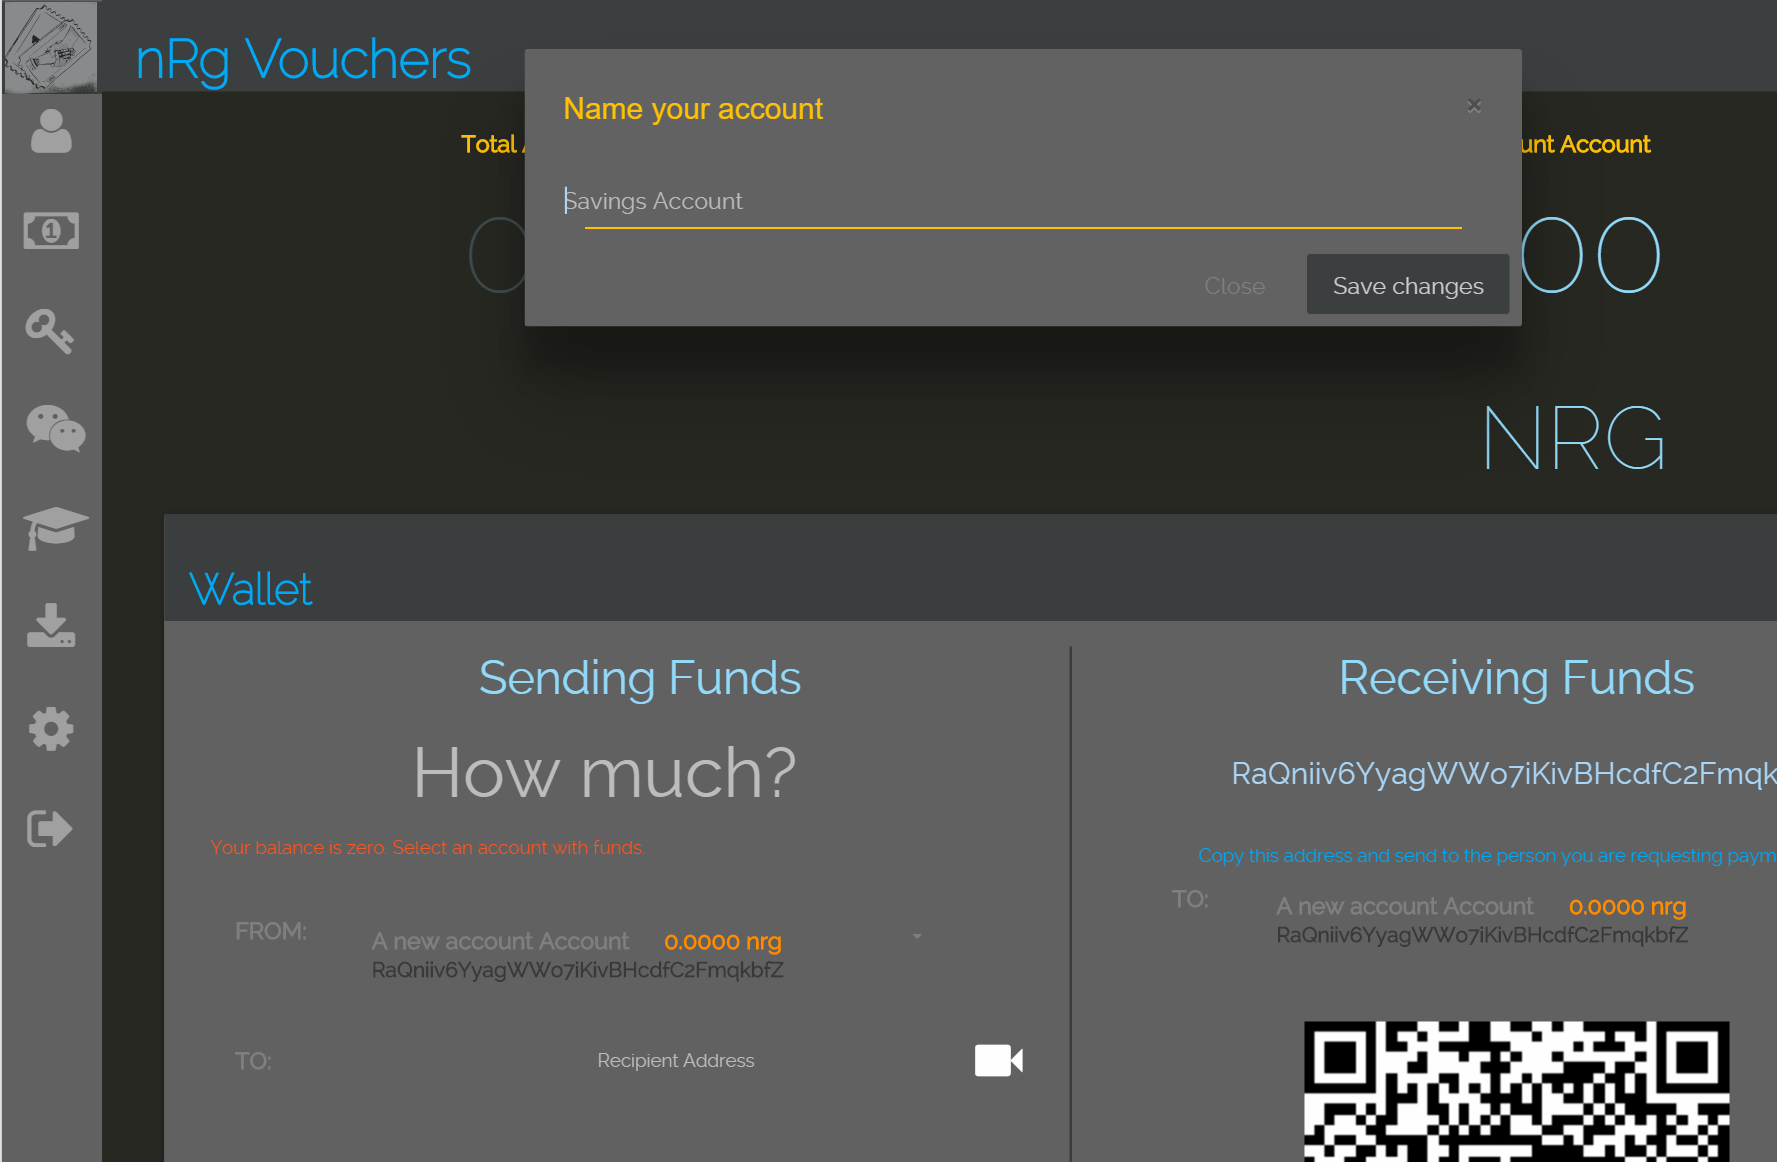 nRg Vouchers
Name your account
×
Total
unt Account
Savings Account
0
00
Close
Save changes
NRG
Wallet
Sending Funds
Receiving Funds
How much?
RaQniiv6YyagWWo7iKivBHcdfC2Fmqk
Your balance is zero. Select an account with funds.
Copy this address and send to the person you are requesting paym
TO:
A new account Account 0.0000 nrg
RaQniiv6YyagWWo7iKivBHcdfC2FmqkbfZ
FROM:
A new account Account 0.0000 nrg
RaQniiv6YyagWWo7iKivBHcdfC2FmqkbfZ
TO:
Recipient Address